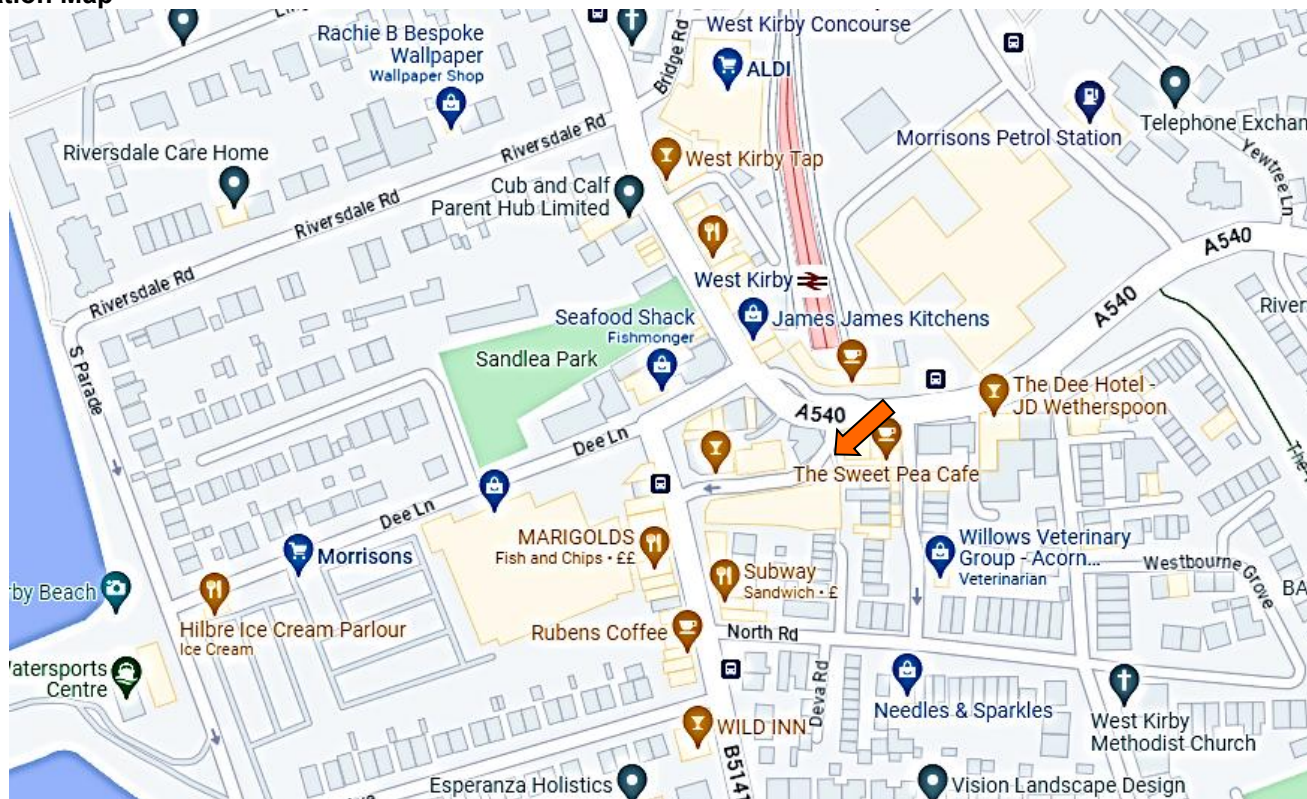 ation Map
West Kirby Concourse
Rachie B Bespoke
Wallpaper
Wallpaper Shop
Bridge Rd
ALDI
Morrisons Petrol Station
Telephone Exchan
Yewtree Ln
Riversdale Care Home
Riversdale Rd
West Kirby Tap
Cub and Calf
Parent Hub Limited
Riversdale Rd
A540
Riversdale Rd
West Kirby
A540
River
Seafood Shack
Fishmonger
James James Kitchens
Sandlea Park
S Parade
The Dee Hotel -
JD Wetherspoon
A540
Dee Ln
The Sweet Pea Cafe
Dee Ln
MARIGOLDS
Fish and Chips • ££
Willows Veterinary
Group - Acorn...
Veterinarian
Morrisons
Westbourne Grove
BA
rby Beach
Subway
Sandwich • £
Hilbre Ice Cream Parlour
Ice Cream
Rubens Coffee
North Rd
Watersports
Centre
Deva Rd
Needles & Sparkles
West Kirby
Methodist Church
WILD INN
B5141
Esperanza Holistics
Vision Landscape Design